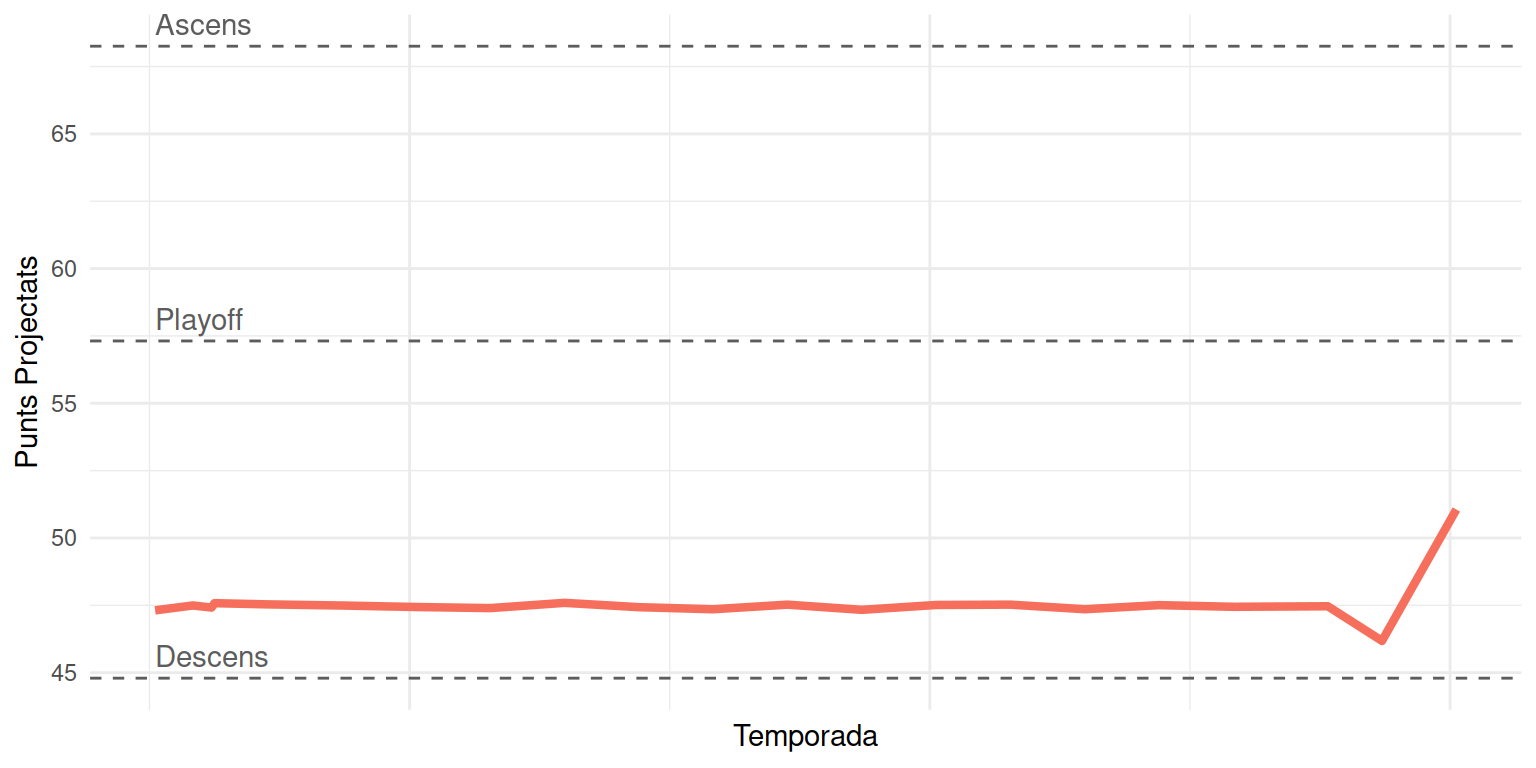 Ascens
65
60
Playoff
55
50
Descens
45
Punts Projectats
Temporada